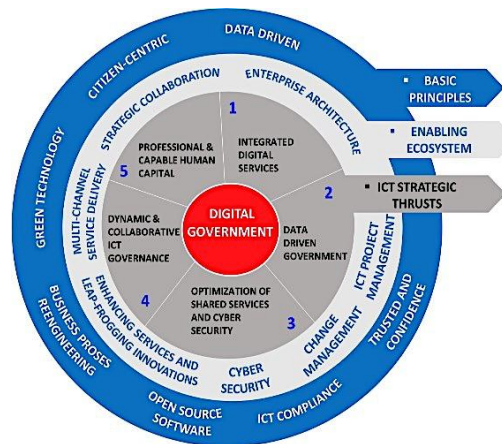 DATA DRIVEN
CITIZEN-CENTRIC
GREEN TECHNOLOGY
BUSINESS PROSES
REENGINEERING
OPEN SOURCE
SOFTWARE
ICT COMPLIANCE
TRUSTED AND
CONFIDENCE
▪ BASIC
PRINCIPLES
STRATEGIC COLLABORATION
ENTERPRISE ARCHITECTURE
MULTI-CHANNEL
SERVICE DELIVERY
ENHANCING SERVICES AND
LEAP-FROGGING INNOVATIONS
CYBER
SECURITY
CHANGE
MANAGEMENT
ICT PROJECT
MANAGEMENT
▪ ENABLING
ECOSYSTEM
▪ ICT STRATEGIC
THRUSTS
1
INTEGRATED
DIGITAL
SERVICES
2
DATA
DRIVEN
GOVERNMENT
3
OPTIMIZATION OF
SHARED SERVICES
AND CYBER
SECURITY
4
DYNAMIC &
COLLABORATIVE
ICT
GOVERNANCE
5
PROFESSIONAL &
CAPABLE HUMAN
CAPITAL
DIGITAL
GOVERNMENT